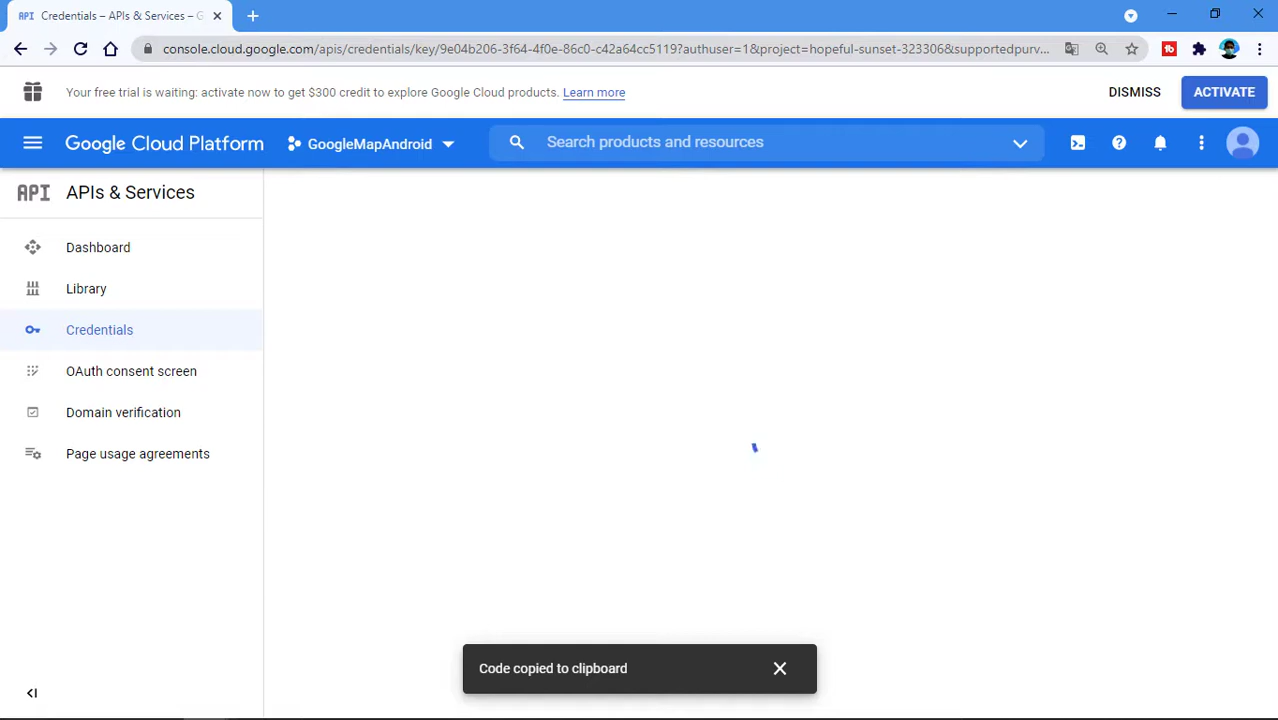 API Credentials – APIs & Services – G
console.cloud.google.com/apis/credentials/key/9e04b206-3f64-4f0e-86c0-c42a64cc5119?authuser=1&project=hopeful-sunset-323306&supportedpurv...
Your free trial is waiting: activate now to get $300 credit to explore Google Cloud products. Learn more
DISMISS
ACTIVATE
Google Cloud Platform
GoogleMapAndroid
Search products and resources
API APIs & Services
Dashboard
Library
Credentials
OAuth consent screen
Domain verification
Page usage agreements
Code copied to clipboard